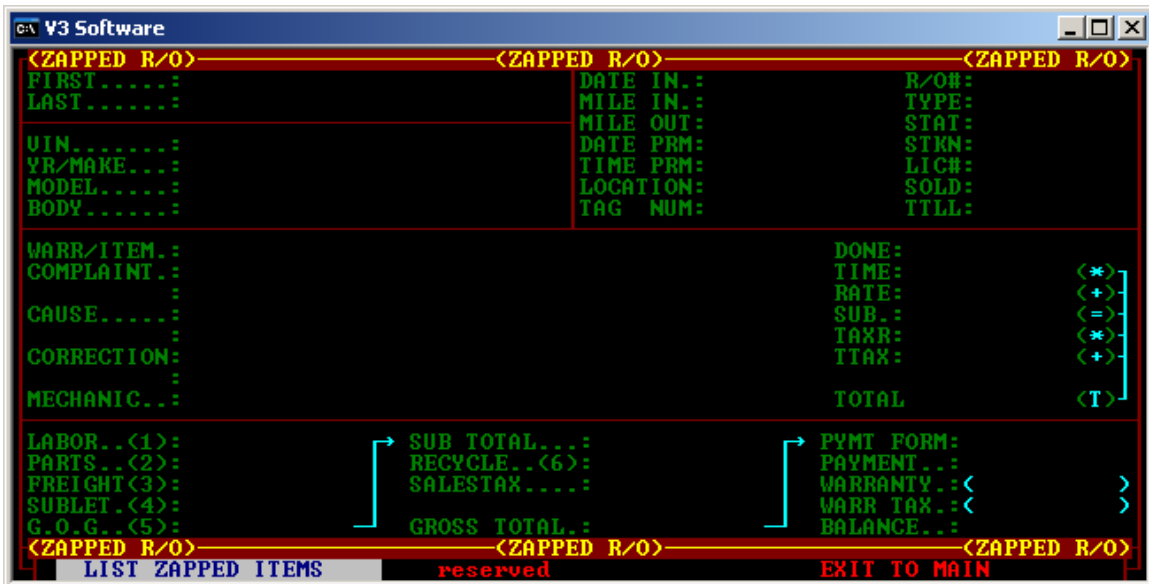 V3 Software
(ZAPPED R/O) (ZAPPED R/O) (ZAPPED R/O)
FIRST.....: DATE IN.: R/O#:
LAST......: MILE IN.: TYPE:
MILE OUT: STAT:
VIN.......: DATE PRM: STKN:
YR/MAKE...: TIME PRM: LIC#:
MODEL.....: LOCATION: SOLD:
BODY......: TAG NUM: TTLL:
WARR/ITEM.: DONE:
COMPLAINT.: TIME: (*)
: RATE: (+)
CAUSE.....: SUB.: (=)
: TAXR: (*)
CORRECTION: TTAX: (+)
:
MECHANIC..: TOTAL (T)
LABOR..(1): → SUB TOTAL...: → PYMT FORM:
PARTS..(2): RECYCLE..(6): PAYMENT..:
FREIGHT(3): SALESTAX....: WARRANTY.:( )
SUBLET.(4): WARR TAX.:( )
G.O.G..(5): GROSS TOTAL.: BALANCE..:
(ZAPPED R/O) (ZAPPED R/O) (ZAPPED R/O)
LIST ZAPPED ITEMS reserved EXIT TO MAIN